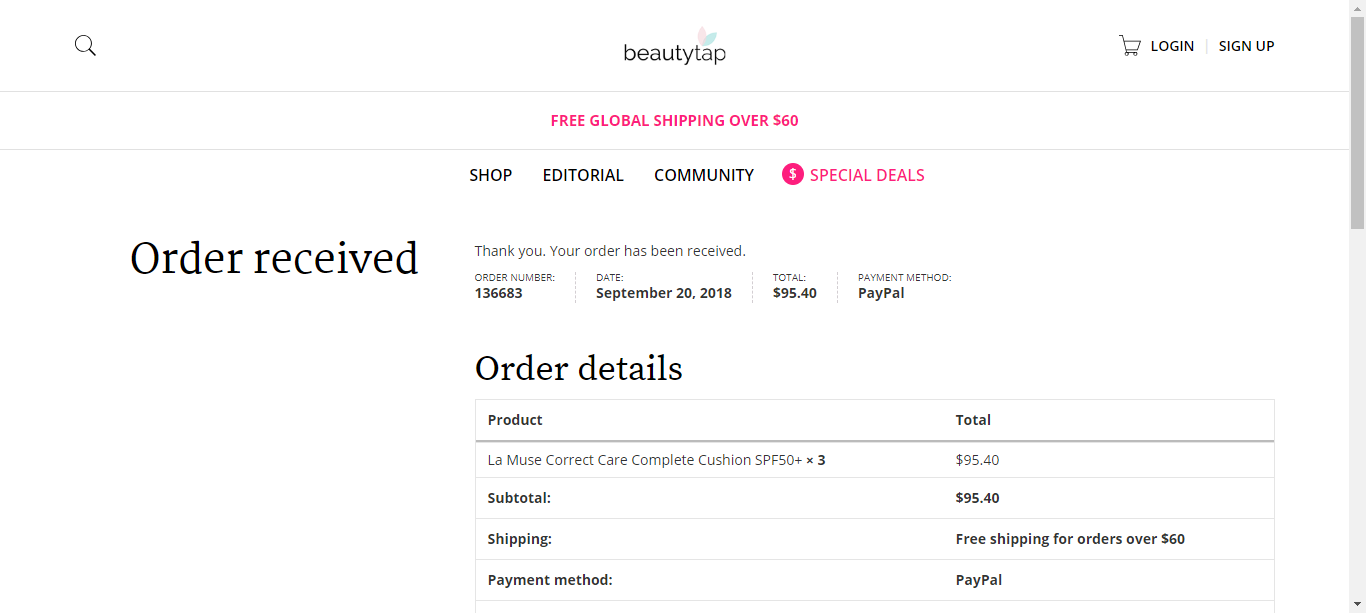 beautytap
LOGIN SIGN UP
FREE GLOBAL SHIPPING OVER $60
SHOP EDITORIAL COMMUNITY $ SPECIAL DEALS
Order received
Thank you. Your order has been received.
ORDER NUMBER: DATE: TOTAL: PAYMENT METHOD:
136683 September 20, 2018 $95.40 PayPal
Order details
Product Total
La Muse Correct Care Complete Cushion SPF50+ × 3 $95.40
Subtotal: $95.40
Shipping: Free shipping for orders over $60
Payment method: PayPal